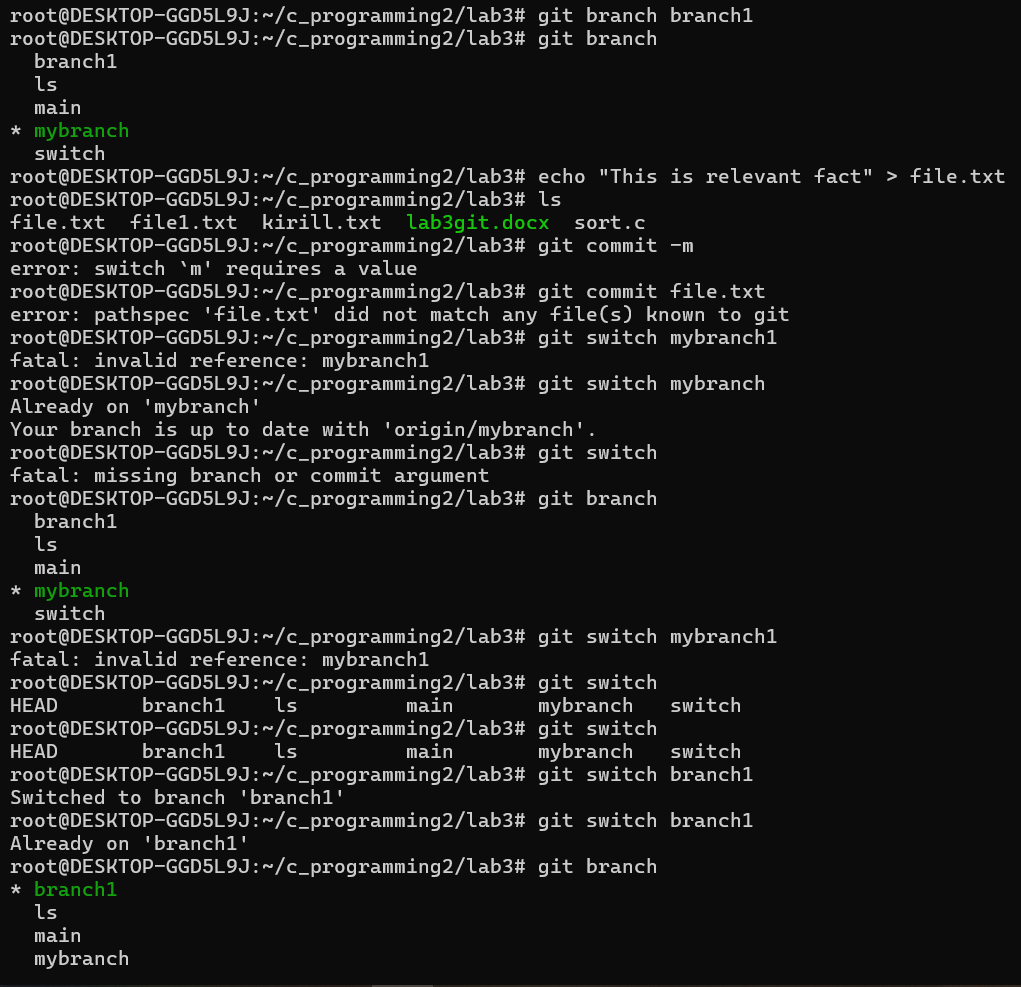 root@DESKTOP-GGD5L9J:~/c_programming2/lab3# git branch branch1
root@DESKTOP-GGD5L9J:~/c_programming2/lab3# git branch
  branch1
  ls
  main
* mybranch
  switch
root@DESKTOP-GGD5L9J:~/c_programming2/lab3# echo "This is relevant fact" > file.txt
root@DESKTOP-GGD5L9J:~/c_programming2/lab3# ls
file.txt  file1.txt  kirill.txt  lab3git.docx  sort.c
root@DESKTOP-GGD5L9J:~/c_programming2/lab3# git commit -m
error: switch `m' requires a value
root@DESKTOP-GGD5L9J:~/c_programming2/lab3# git commit file.txt
error: pathspec 'file.txt' did not match any file(s) known to git
root@DESKTOP-GGD5L9J:~/c_programming2/lab3# git switch mybranch1
fatal: invalid reference: mybranch1
root@DESKTOP-GGD5L9J:~/c_programming2/lab3# git switch mybranch
Already on 'mybranch'
Your branch is up to date with 'origin/mybranch'.
root@DESKTOP-GGD5L9J:~/c_programming2/lab3# git switch
fatal: missing branch or commit argument
root@DESKTOP-GGD5L9J:~/c_programming2/lab3# git branch
  branch1
  ls
  main
* mybranch
  switch
root@DESKTOP-GGD5L9J:~/c_programming2/lab3# git switch mybranch1
fatal: invalid reference: mybranch1
root@DESKTOP-GGD5L9J:~/c_programming2/lab3# git switch
HEAD       branch1    ls         main       mybranch   switch
root@DESKTOP-GGD5L9J:~/c_programming2/lab3# git switch
HEAD       branch1    ls         main       mybranch   switch
root@DESKTOP-GGD5L9J:~/c_programming2/lab3# git switch branch1
Switched to branch 'branch1'
root@DESKTOP-GGD5L9J:~/c_programming2/lab3# git switch branch1
Already on 'branch1'
root@DESKTOP-GGD5L9J:~/c_programming2/lab3# git branch
* branch1
  ls
  main
  mybranch